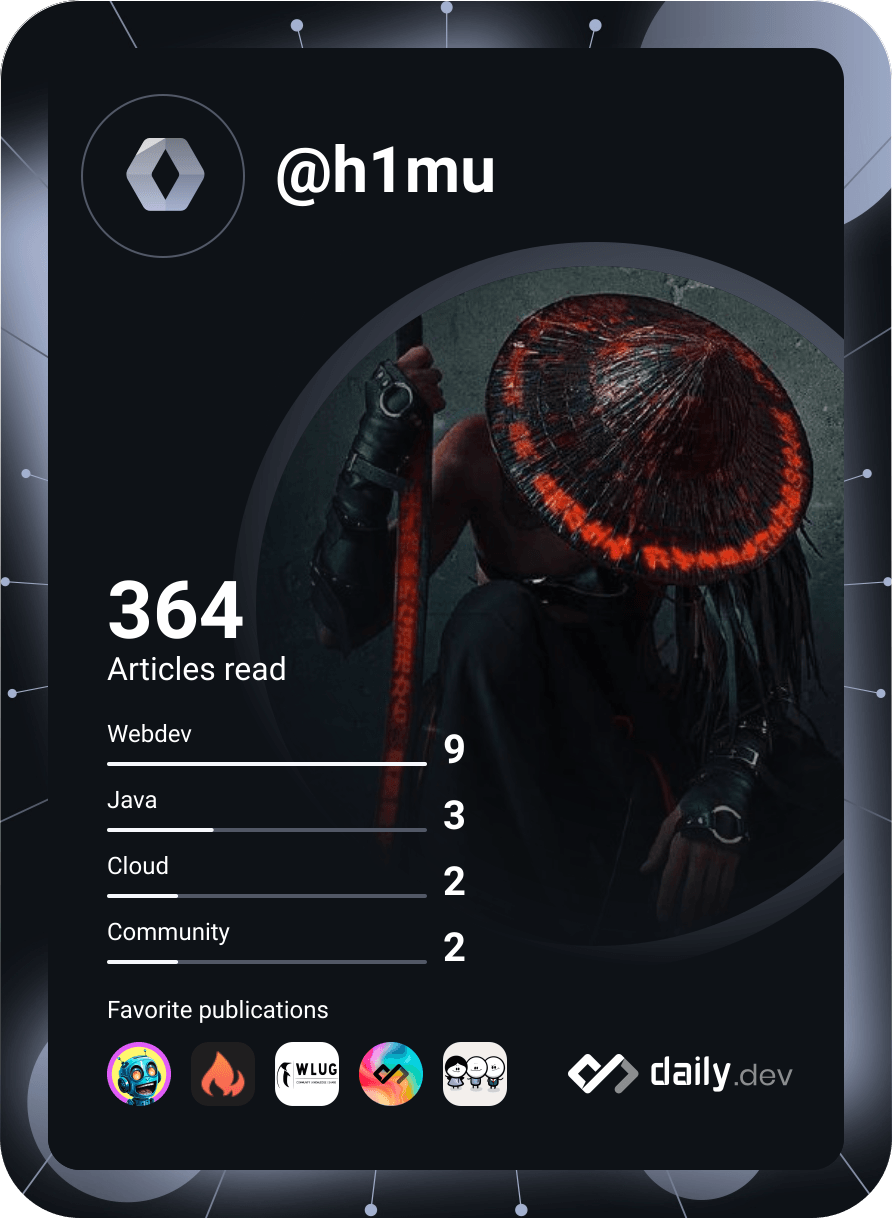 @h1mu
364
Articles read
Webdev
9
Java
3
Cloud
2
Community
2
Favorite publications
WLUG
daily.dev